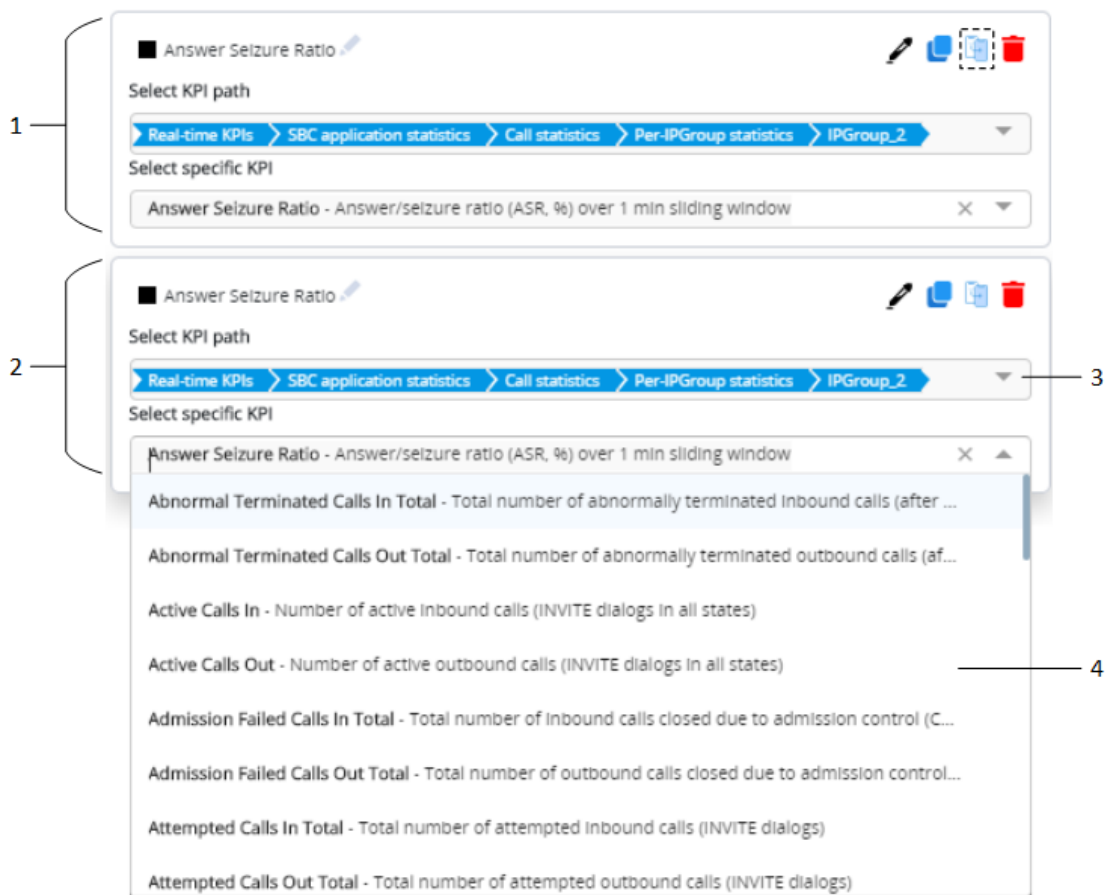 Answer Seizure Ratio
Select KPI path
1
Real-time KPIs SBC application statistics Call statistics Per-IPGroup statistics IPGroup_2
Select specific KPI
Answer Seizure Ratio - Answer/seizure ratio (ASR, %) over 1 min sliding window
Answer Seizure Ratio
Select KPI path
2
Real-time KPIs SBC application statistics Call statistics Per-IPGroup statistics IPGroup_2
3
Select specific KPI
Answer Seizure Ratio - Answer/seizure ratio (ASR, %) over 1 min sliding window
Abnormal Terminated Calls In Total - Total number of abnormally terminated inbound calls (after ...
Abnormal Terminated Calls Out Total - Total number of abnormally terminated outbound calls (af...
Active Calls In - Number of active inbound calls (INVITE dialogs in all states)
Active Calls Out - Number of active outbound calls (INVITE dialogs in all states)
4
Admission Failed Calls In Total - Total number of inbound calls closed due to admission control (C...
Admission Failed Calls Out Total - Total number of outbound calls closed due to admission control...
Attempted Calls In Total - Total number of attempted inbound calls (INVITE dialogs)
Attempted Calls Out Total - Total number of attempted outbound calls (INVITE dialogs)